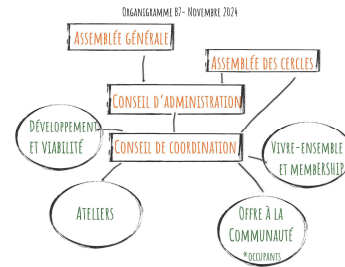 Organigramme B7- Novembre 2024
Assemblée générale
Assemblée des cercles
Conseil d'administration
Développement
et viabilité
Conseil de coordination
Vivre-ensemble
et membership
Ateliers
Offre à la
Communauté
*occupants